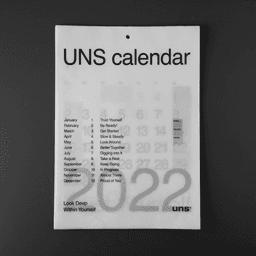 UNS calendar
January 1 Trust Yourself
February 2 Be Ready!
March 3 Get Started
April 4 Slow & Steady
May 5 Look Around
June 6 Better Together
July 7 Digging into it
August 8 Take a Rest
September 9 Keep Going
October 10 In Progress
November 11 Almost There
December 12 Proud of You
2022
Look Deep
Within Yourself
uns